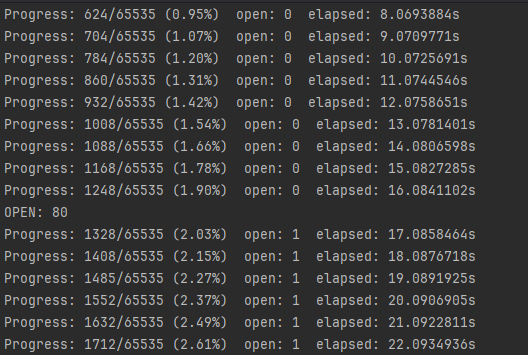 Progress: 624/65535 (0.95%)  open: 0  elapsed: 8.0693884s
Progress: 704/65535 (1.07%)  open: 0  elapsed: 9.0709771s
Progress: 784/65535 (1.20%)  open: 0  elapsed: 10.0725691s
Progress: 860/65535 (1.31%)  open: 0  elapsed: 11.0744546s
Progress: 932/65535 (1.42%)  open: 0  elapsed: 12.0758651s
Progress: 1008/65535 (1.54%)  open: 0  elapsed: 13.0781401s
Progress: 1088/65535 (1.66%)  open: 0  elapsed: 14.0806598s
Progress: 1168/65535 (1.78%)  open: 0  elapsed: 15.0827285s
Progress: 1248/65535 (1.90%)  open: 0  elapsed: 16.0841102s
OPEN: 80
Progress: 1328/65535 (2.03%)  open: 1  elapsed: 17.0858464s
Progress: 1408/65535 (2.15%)  open: 1  elapsed: 18.0876718s
Progress: 1485/65535 (2.27%)  open: 1  elapsed: 19.0891925s
Progress: 1552/65535 (2.37%)  open: 1  elapsed: 20.0906905s
Progress: 1632/65535 (2.49%)  open: 1  elapsed: 21.0922811s
Progress: 1712/65535 (2.61%)  open: 1  elapsed: 22.0934936s